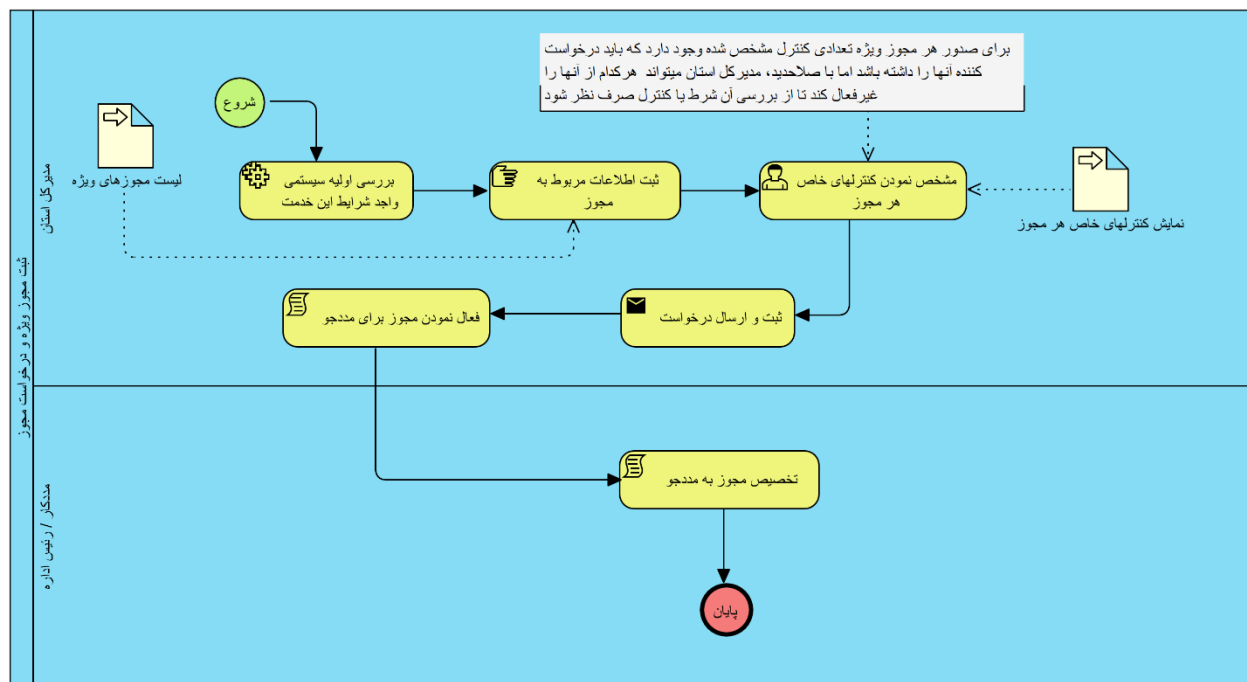 ثبت مجوز ویژه و درخواست مجوز
مدیرکل استان
برای صدور هر مجوز ویژه تعدادی کنترل مشخص شده وجود دارد که باید درخواست
کننده آنها را داشته باشد اما با صلاحدید، مدیرکل استان میتواند هرکدام از آنها را
غیرفعال کند تا از بررسی آن شرط یا کنترل صرف نظر شود
شروع
لیست مجوزهای ویژه
بررسی اولیه سیستمی
واجد شرایط این خدمت
ثبت اطلاعات مربوط به
مجوز
مشخص نمودن کنترلهای خاص
هر مجوز
نمایش کنترلهای خاص هر مجوز
ثبت و ارسال درخواست
فعال نمودن مجوز برای مددجو
مددکار / رئیس اداره
تخصیص مجوز به مددجو
پایان